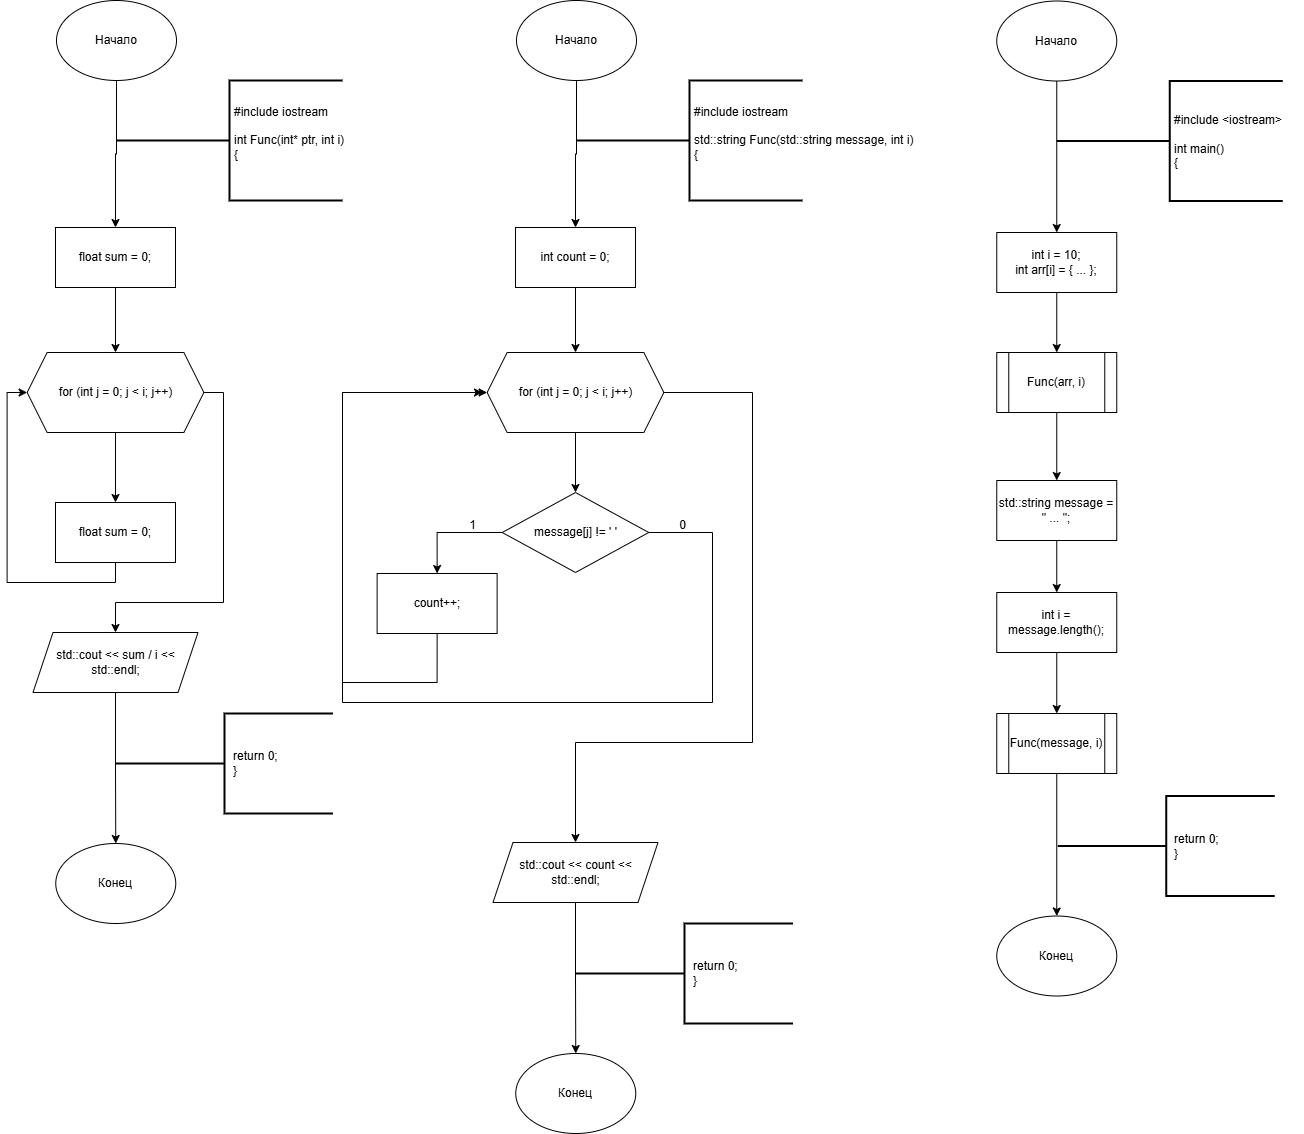 Начало
#include iostream
int Func(int* ptr, int i)
{
float sum = 0;
for (int j = 0; j < i; j++)
float sum = 0;
std::cout << sum / i <<
std::endl;
return 0;
}
Конец
Начало
#include iostream
std::string Func(std::string message, int i)
{
int count = 0;
for (int j = 0; j < i; j++)
message[j] != ' '
1
0
count++;
std::cout << count <<
std::endl;
return 0;
}
Конец
Начало
#include <iostream>
int main()
{
int i = 10;
int arr[i] = { ... };
Func(arr, i)
std::string message =
" ... ";
int i =
message.length();
Func(message, i)
return 0;
}
Конец